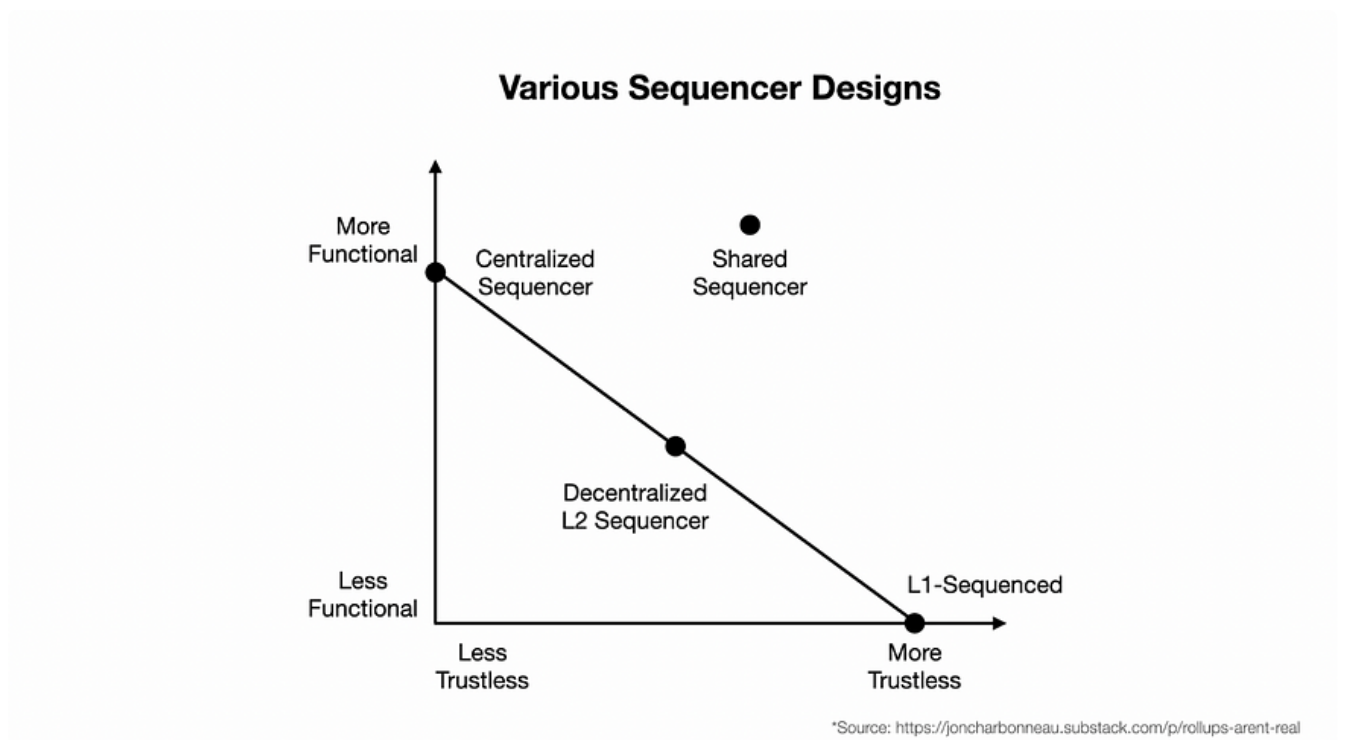 Various Sequencer Designs
More
Functional
Centralized
Sequencer
Shared
Sequencer
Decentralized
L2 Sequencer
Less
Functional
L1-Sequenced
Less
Trustless
More
Trustless
*Source: https://joncharbonneau.substack.com/p/rollups-arent-real